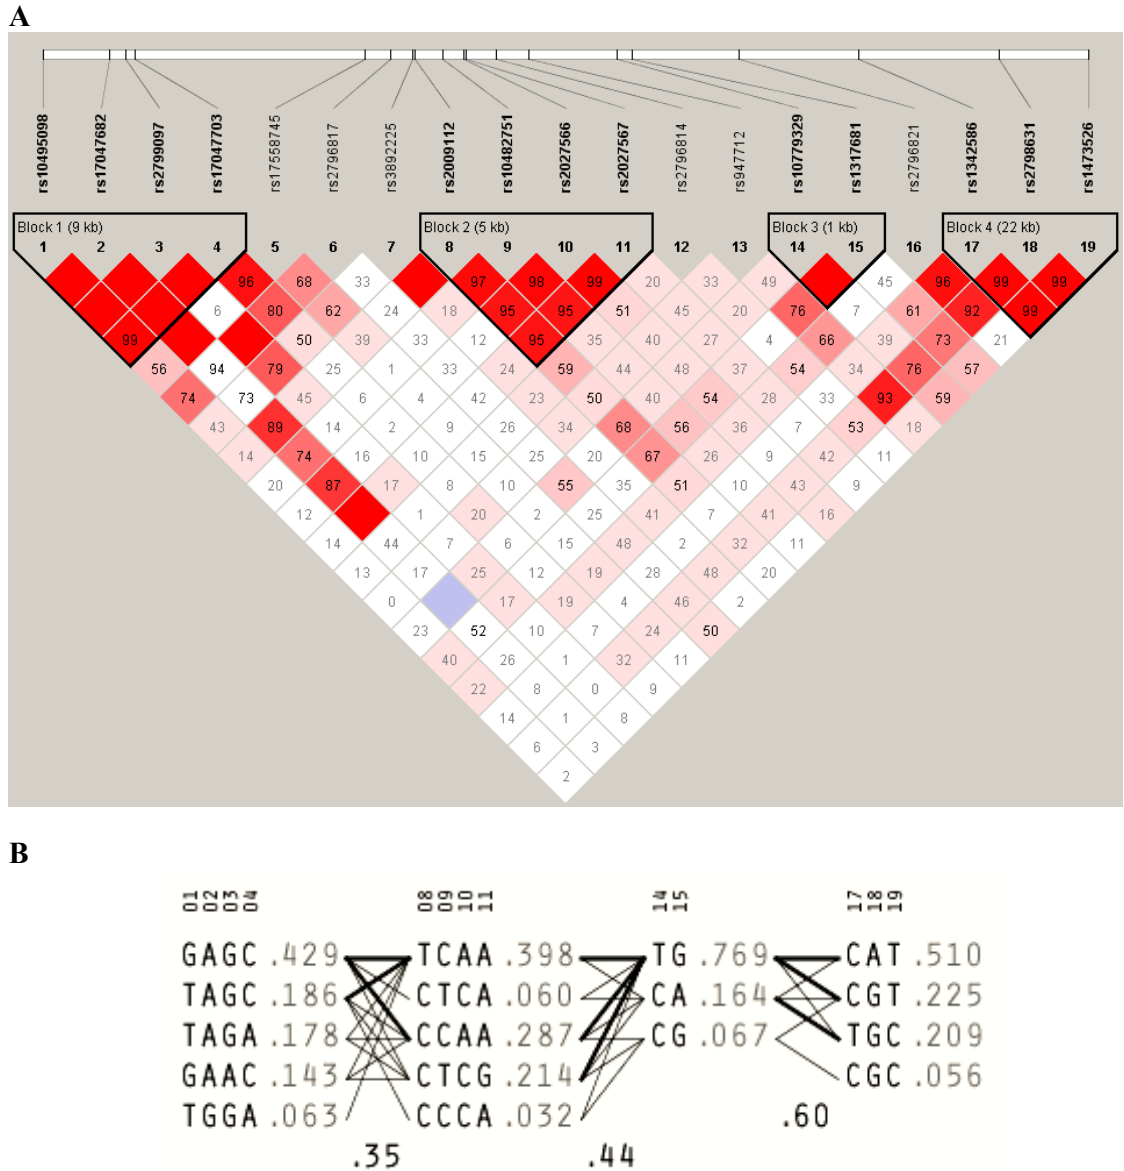 A
rs10495098
rs17047682
rs2799097
rs17047703
rs17558745
rs2796817
rs3892225
rs2009112
rs10482751
rs2027566
rs2027567
rs2796814
rs947712
rs10779329
rs1317681
rs2796821
rs1342586
rs2798631
rs1473526
Block 1 (9 kb) Block 2 (5 kb) Block 3 (1 kb) Block 4 (22 kb)
1 2 3 4 5 6 7 8 9 10 11 12 13 14 15 16 17 18 19
96 68 33 97 98 99 20 33 49 45 96 99 99
6 80 62 24 18 95 95 51 45 20 76 7 61 92 99
99 50 39 33 12 95 35 40 27 4 66 39 73 21
56 94 79 25 1 33 24 59 44 48 37 54 34 76 57
74 73 45 6 4 42 23 50 40 54 28 33 93 59
43 89 14 2 9 26 34 68 56 36 7 53 18
14 74 16 10 15 25 20 67 26 9 42 11
20 87 17 8 10 55 35 51 10 43 9
12 1 20 2 25 41 7 41 16
14 44 7 6 15 48 2 32 11
13 17 25 12 19 28 48 20
0 17 19 4 46 2
23 52 10 7 24 50
40 26 1 32 11
22 8 0 9
14 1 8
6 3
2
B
01 02 03 04 08 09 10 11 14 15 17 18 19
GAGC .429 TCAA .398 TG .769 CAT .510
TAGC .186 CTCA .060 CA .164 CGT .225
TAGA .178 CCAA .287 CG .067 TGC .209
GAAC .143 CTCG .214 CGC .056
TGGA .063 CCCA .032 .60
.35 .44